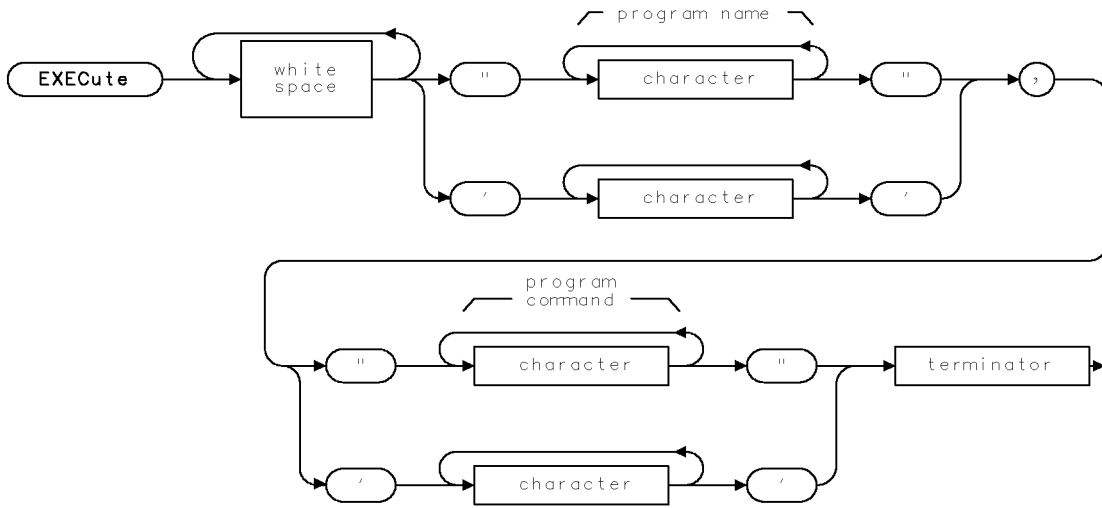 program name
EXECute
white
space
"
character
"
,
'
character
'
program
command
"
character
"
terminator
'
character
'